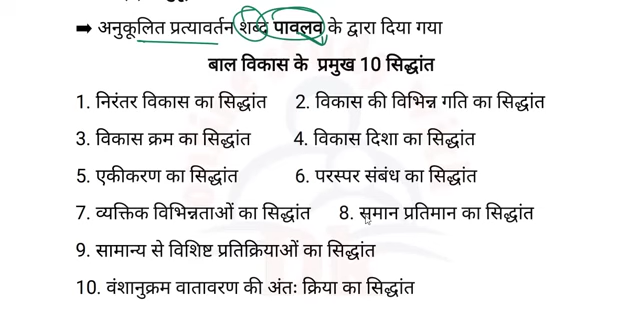 ➡ अनुकूलित प्रत्यावर्तन शब्द पावलव के द्वारा दिया गया
बाल विकास के प्रमुख 10 सिद्धांत
1. निरंतर विकास का सिद्धांत 2. विकास की विभिन्न गति का सिद्धांत
3. विकास क्रम का सिद्धांत 4. विकास दिशा का सिद्धांत
5. एकीकरण का सिद्धांत 6. परस्पर संबंध का सिद्धांत
7. व्यक्तिक विभिन्नताओं का सिद्धांत 8. समान प्रतिमान का सिद्धांत
9. सामान्य से विशिष्ट प्रतिक्रियाओं का सिद्धांत
10. वंशानुक्रम वातावरण की अंतः क्रिया का सिद्धांत